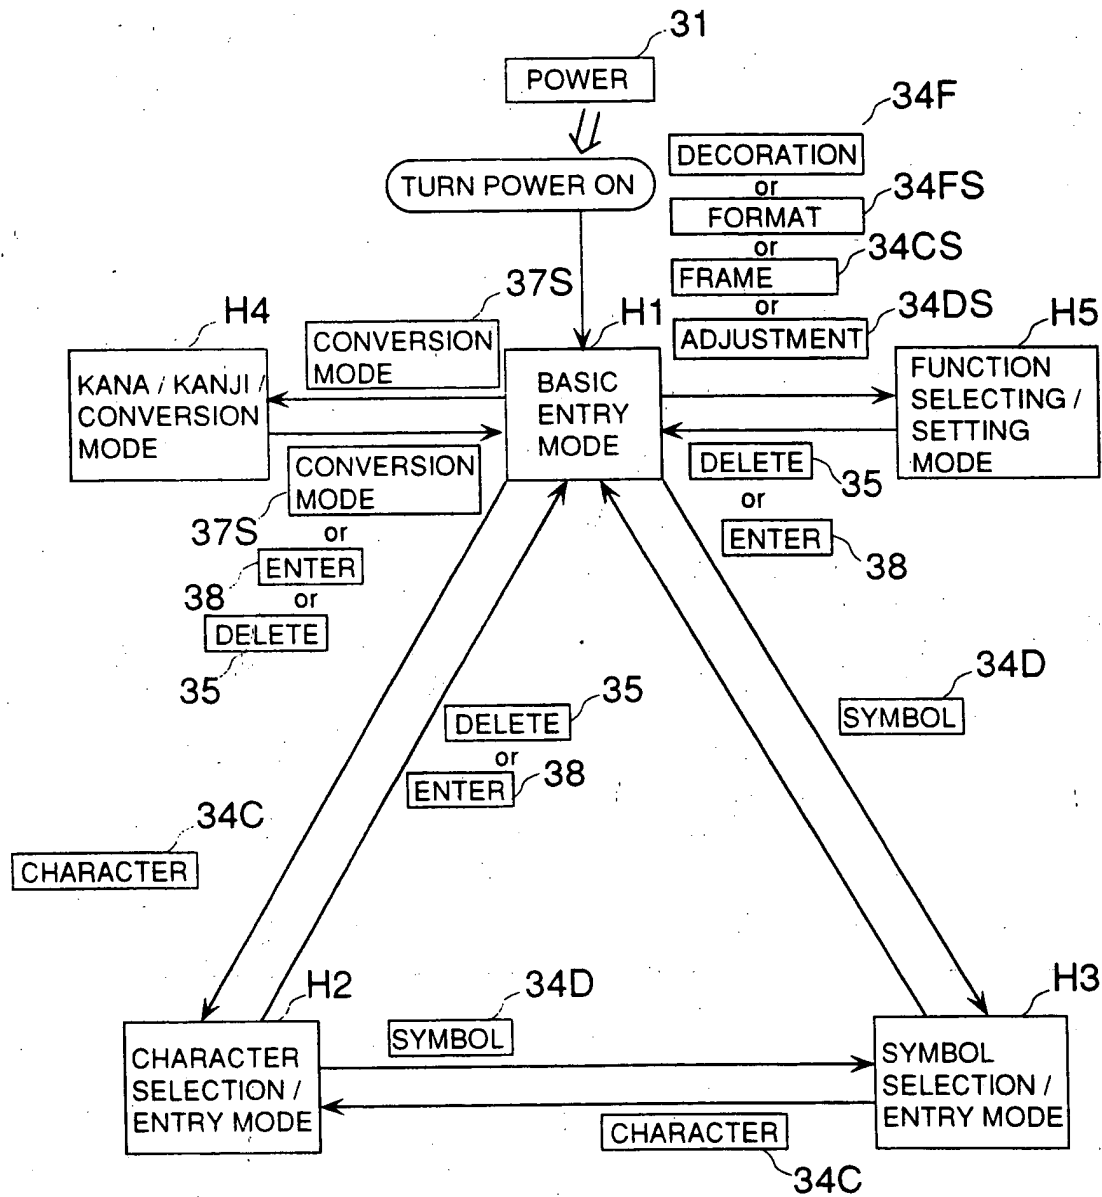 31
POWER
34F
DECORATION
TURN POWER ON
or
34FS
FORMAT
or
34CS
FRAME
37S
or
34DS
H4
H1
H5
CONVERSION
MODE
ADJUSTMENT
KANA / KANJI /
CONVERSION
MODE
BASIC
ENTRY
MODE
FUNCTION
SELECTING /
SETTING
MODE
CONVERSION
MODE
DELETE
35
37S
or
or
ENTER
38
38
ENTER
or
DELETE
35
34D
SYMBOL
35
DELETE
or
ENTER
38
34C
CHARACTER
H2
34D
H3
SYMBOL
CHARACTER
SELECTION /
ENTRY MODE
SYMBOL
SELECTION /
ENTRY MODE
CHARACTER
34C